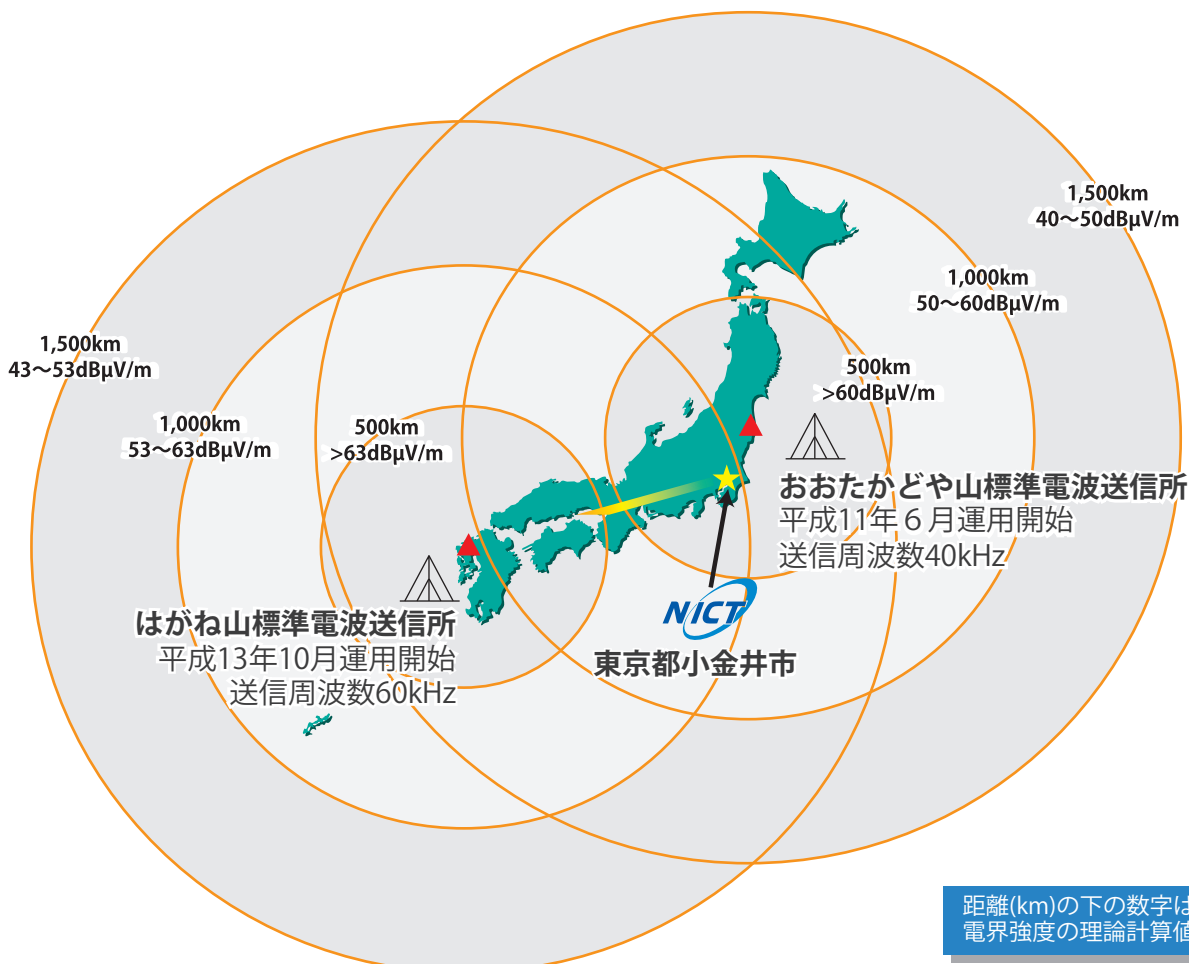 1,500km
40～50dBμV/m
1,000km
50～60dBμV/m
500km
>60dBμV/m
1,500km
43～53dBμV/m
1,000km
53～63dBμV/m
500km
>63dBμV/m
おおたかどや山標準電波送信所
平成11年６月運用開始
送信周波数40kHz
はがね山標準電波送信所
平成13年10月運用開始
送信周波数60kHz
NICT
東京都小金井市
距離(km)の下の数字は
電界強度の理論計算値